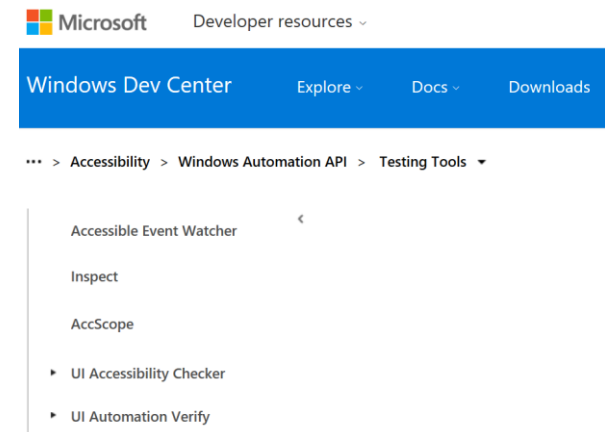 Microsoft Developer resources
Windows Dev Center Explore Docs Downloads
··· > Accessibility > Windows Automation API > Testing Tools
Accessible Event Watcher
Inspect
AccScope
UI Accessibility Checker
UI Automation Verify